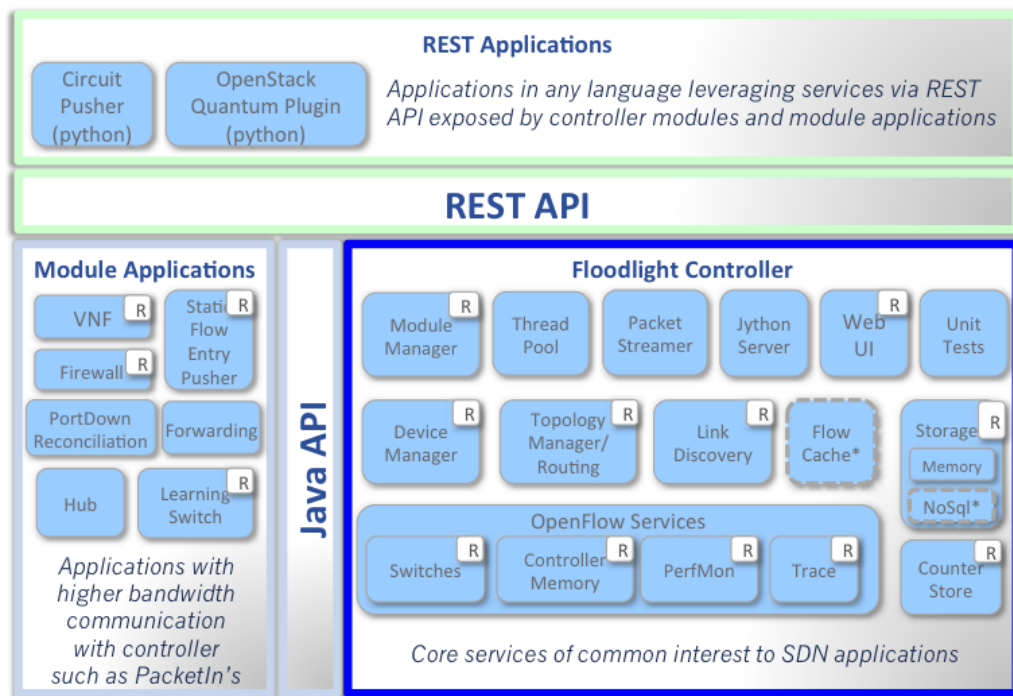 REST Applications
Circuit
Pusher
(python)
OpenStack
Quantum Plugin
(python)
Applications in any language leveraging services via REST
API exposed by controller modules and module applications
REST API
Module Applications
VNF
R
Static
R
Flow
Entry
Pusher
Firewall
R
PortDown
Reconciliation
Forwarding
Hub
Learning
Switch
R
Applications with
higher bandwidth
communication
with controller
such as PacketIn's
Java API
Floodlight Controller
Module
Manager
R
Thread
Pool
Packet
Streamer
Jython
Server
Web
UI
R
Unit
Tests
Device
Manager
R
Topology
Manager/
Routing
R
Link
Discovery
R
Flow
Cache*
Storage
R
Memory
NoSql*
OpenFlow Services
Switches
R
Controller
Memory
R
PerfMon
R
Trace
R
Counter
Store
R
Core services of common interest to SDN applications